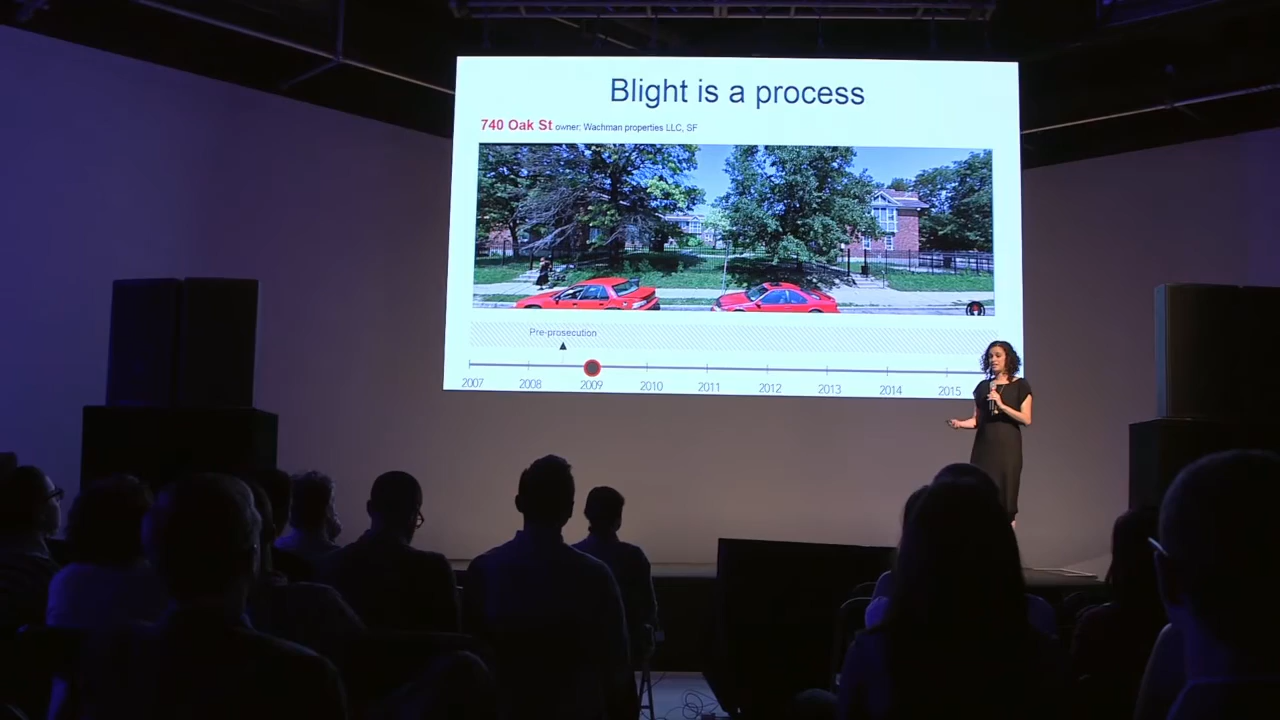 Blight is a process
740 Oak St owner: Wachman properties LLC, SF
Pre-prosecution
2007 2008 2009 2010 2011 2012 2013 2014 2015